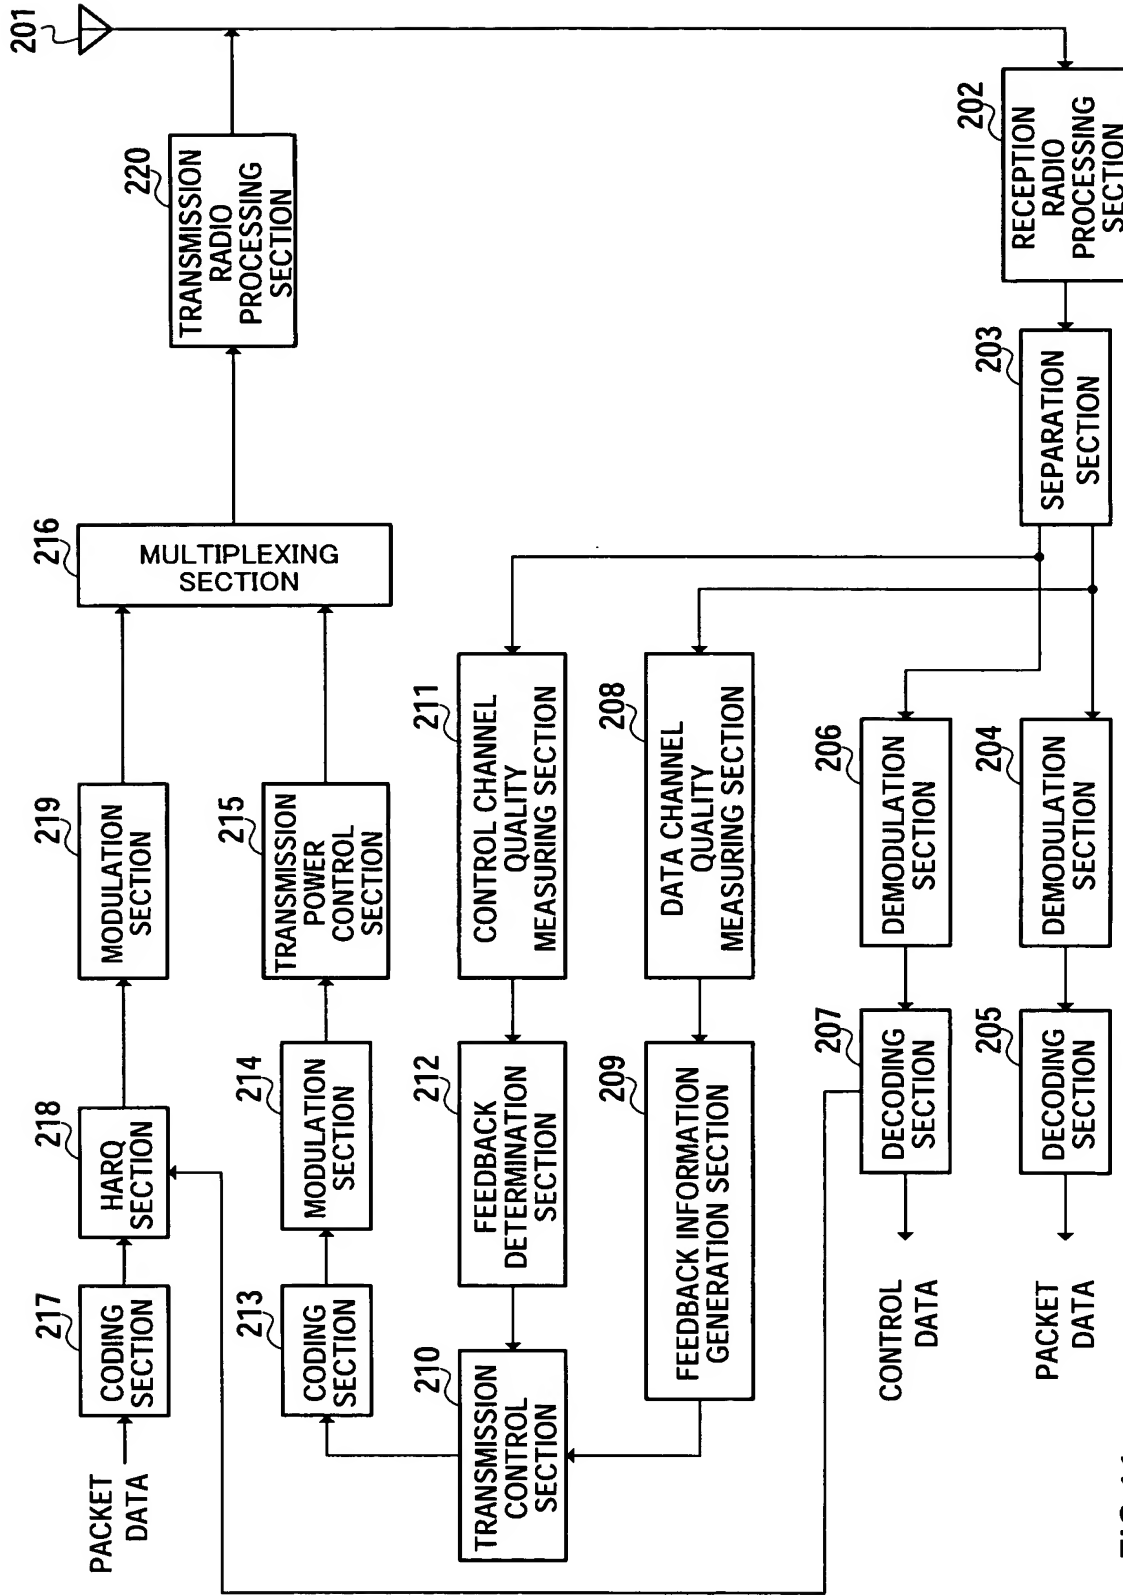 PACKET
DATA
217
CODING
SECTION
218
HARQ
SECTION
219
MODULATION
SECTION
216
MULTIPLEXING
SECTION
220
TRANSMISSION
RADIO
PROCESSING
SECTION
201
213
CODING
SECTION
214
MODULATION
SECTION
215
TRANSMISSION
POWER
CONTROL
SECTION
210
TRANSMISSION
CONTROL
SECTION
212
FEEDBACK
DETERMINATION
SECTION
211
CONTROL CHANNEL
QUALITY
MEASURING SECTION
209
FEEDBACK INFORMATION
GENERATION SECTION
208
DATA CHANNEL
QUALITY
MEASURING SECTION
CONTROL
DATA
207
DECODING
SECTION
206
DEMODULATION
SECTION
203
SEPARATION
SECTION
202
RECEPTION
RADIO
PROCESSING
SECTION
PACKET
DATA
205
DECODING
SECTION
204
DEMODULATION
SECTION